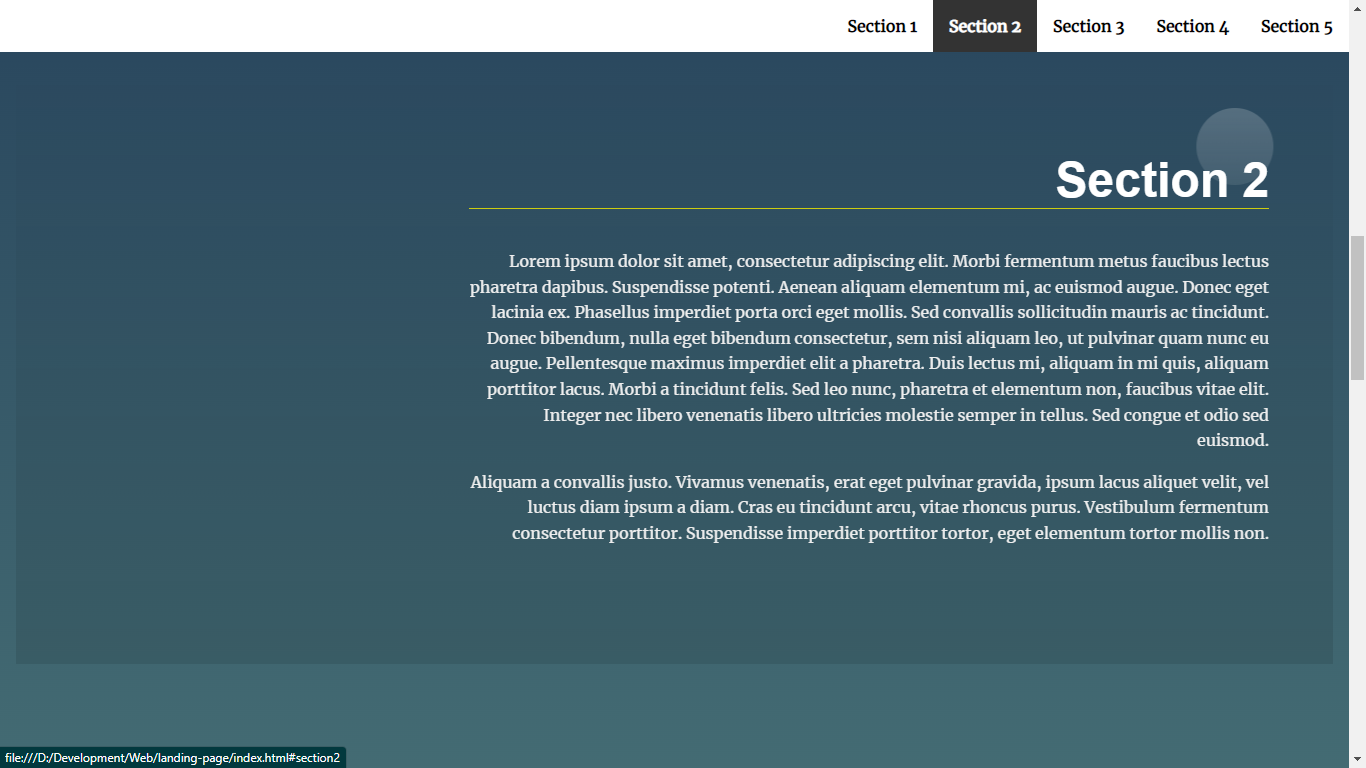 Section 1 Section 2 Section 3 Section 4 Section 5
Section 2
Lorem ipsum dolor sit amet, consectetur adipiscing elit. Morbi fermentum metus faucibus lectus
pharetra dapibus. Suspendisse potenti. Aenean aliquam elementum mi, ac euismod augue. Donec eget
lacinia ex. Phasellus imperdiet porta orci eget mollis. Sed convallis sollicitudin mauris ac tincidunt.
Donec bibendum, nulla eget bibendum consectetur, sem nisi aliquam leo, ut pulvinar quam nunc eu
augue. Pellentesque maximus imperdiet elit a pharetra. Duis lectus mi, aliquam in mi quis, aliquam
porttitor lacus. Morbi a tincidunt felis. Sed leo nunc, pharetra et elementum non, faucibus vitae elit.
Integer nec libero venenatis libero ultricies molestie semper in tellus. Sed congue et odio sed
euismod.
Aliquam a convallis justo. Vivamus venenatis, erat eget pulvinar gravida, ipsum lacus aliquet velit, vel
luctus diam ipsum a diam. Cras eu tincidunt arcu, vitae rhoncus purus. Vestibulum fermentum
consectetur porttitor. Suspendisse imperdiet porttitor tortor, eget elementum tortor mollis non.
file:///D:/Development/Web/landing-page/index.html#section2